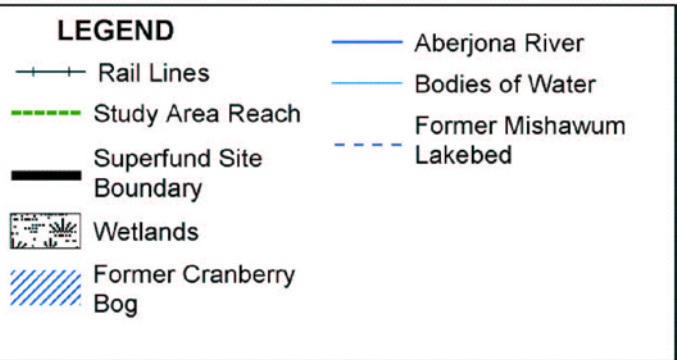 LEGEND
Rail Lines
Study Area Reach
Superfund Site
Boundary
Wetlands
Former Cranberry
Bog
Aberjona River
Bodies of Water
Former Mishawum
Lakebed